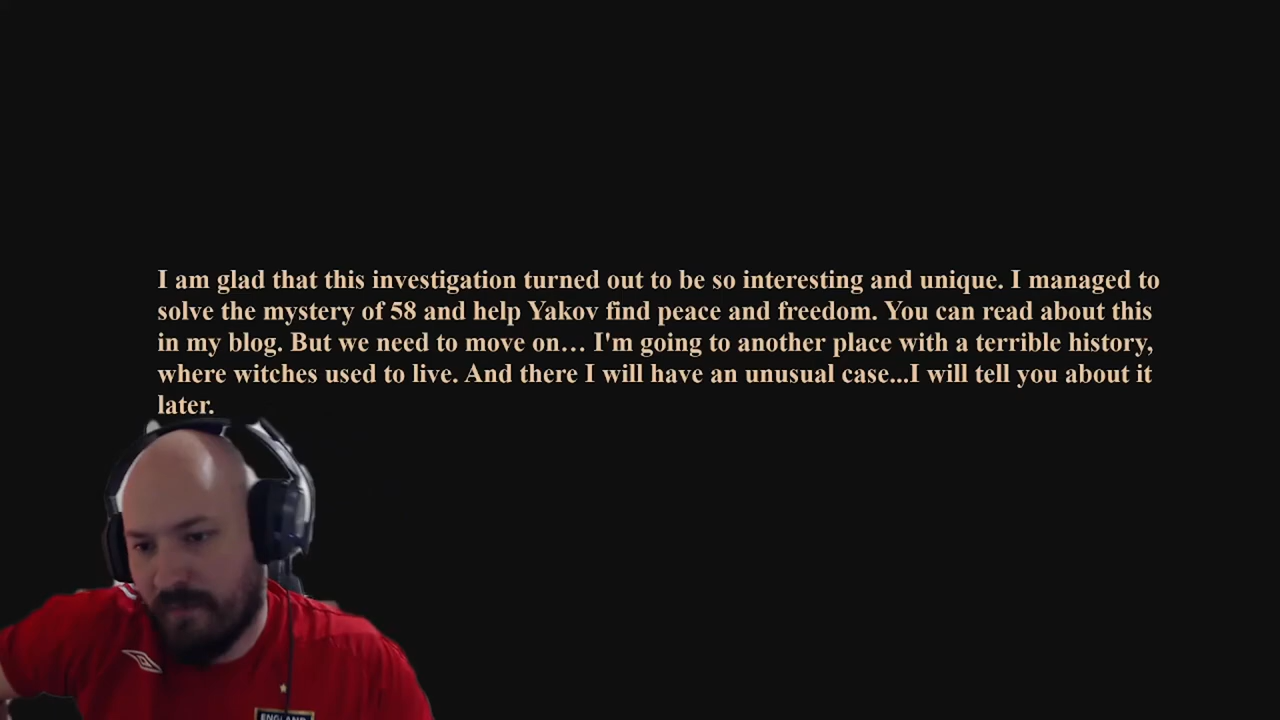 I am glad that this investigation turned out to be so interesting and unique. I managed to
solve the mystery of 58 and help Yakov find peace and freedom. You can read about this
in my blog. But we need to move on… I'm going to another place with a terrible history,
where witches used to live. And there I will have an unusual case...I will tell you about it
later.
ENGLAND